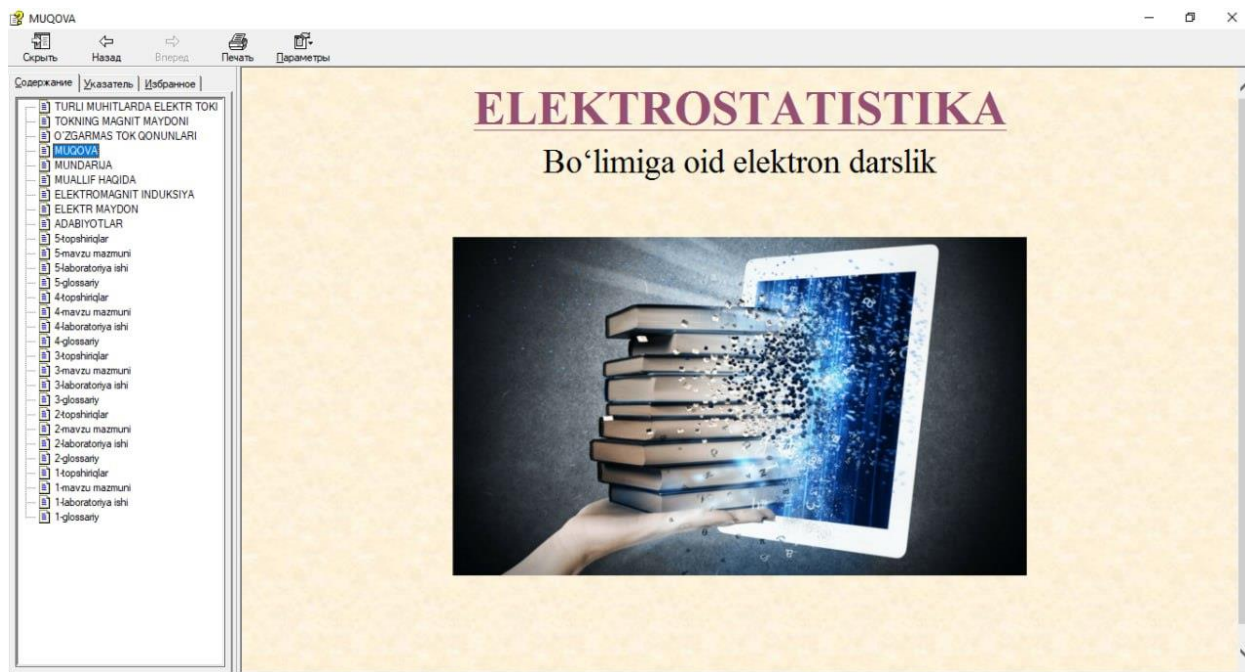 MUQOVA
Скрыть Назад Вперед Печать Параметры
Содержание Указатель Избранное
TURLI MUHITLARDA ELEKTR TOKI
TOKNING MAGNIT MAYDONI
O'ZGARMAS TOK QONUNLARI
MUQOVA
MUNDARIJA
MUALLIF HAQIDA
ELEKTROMAGNIT INDUKSIYA
ELEKTR MAYDON
ADABIYOTLAR
5-topshiriqlar
5-mavzu mazmuni
5-laboratoriya ishi
5-glossariy
4-topshiriqlar
4-mavzu mazmuni
4-laboratoriya ishi
4-glossariy
3-topshiriqlar
3-mavzu mazmuni
3-laboratoriya ishi
3-glossariy
2-topshiriqlar
2-mavzu mazmuni
2-laboratoriya ishi
2-glossariy
1-topshiriqlar
1-mavzu mazmuni
1-laboratoriya ishi
1-glossariy
ELEKTROSTATISTIKA
Bo‘limiga oid elektron darslik